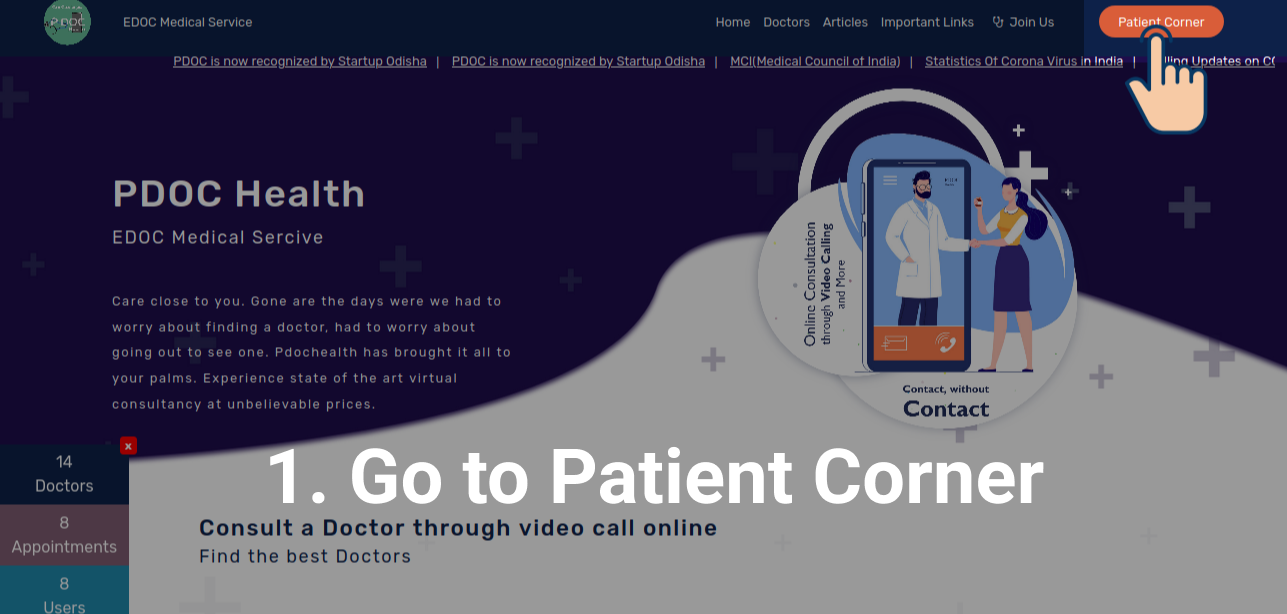 PDOC
EDOC Medical Service
Home Doctors Articles Important Links Join Us
Patient Corner
PDOC is now recognized by Startup Odisha | PDOC is now recognized by Startup Odisha | MCI(Medical Council of India) | Statistics Of Corona Virus in India | Updates on
PDOC Health
EDOC Medical Sercive
Care close to you. Gone are the days were we had to
worry about finding a doctor, had to worry about
going out to see one. Pdochealth has brought it all to
your palms. Experience state of the art virtual
consultancy at unbelievable prices.
Online Consultation
through Video Calling
and More
Contact, without
Contact
x
14
Doctors
8
Appointments
8
Users
1. Go to Patient Corner
Consult a Doctor through video call online
Find the best Doctors